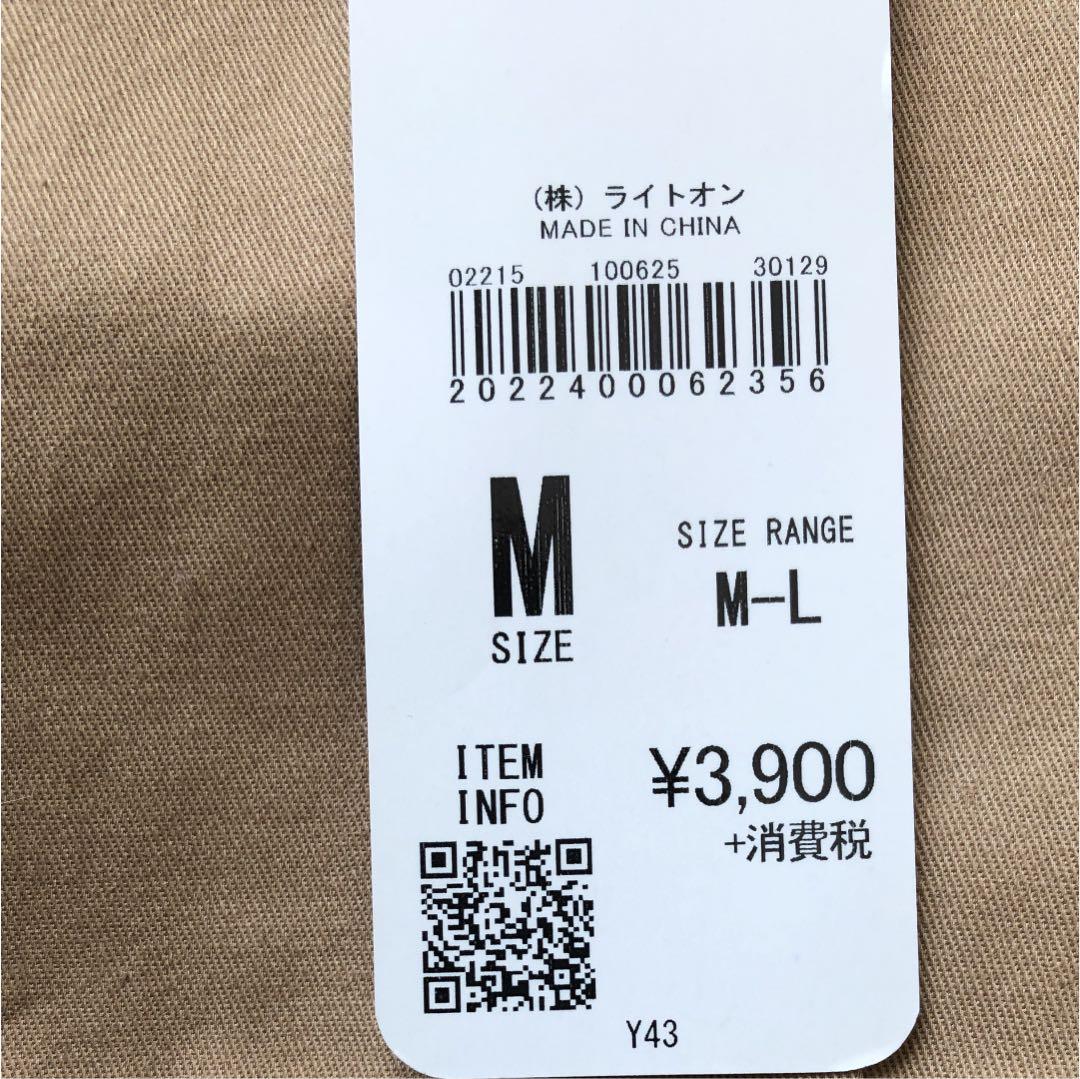 (株) ライトオン
MADE IN CHINA
02215 100625 30129
2022400062356
M
SIZE
SIZE RANGE
M-L
ITEM
INFO
¥3,900
+消費税
Y43